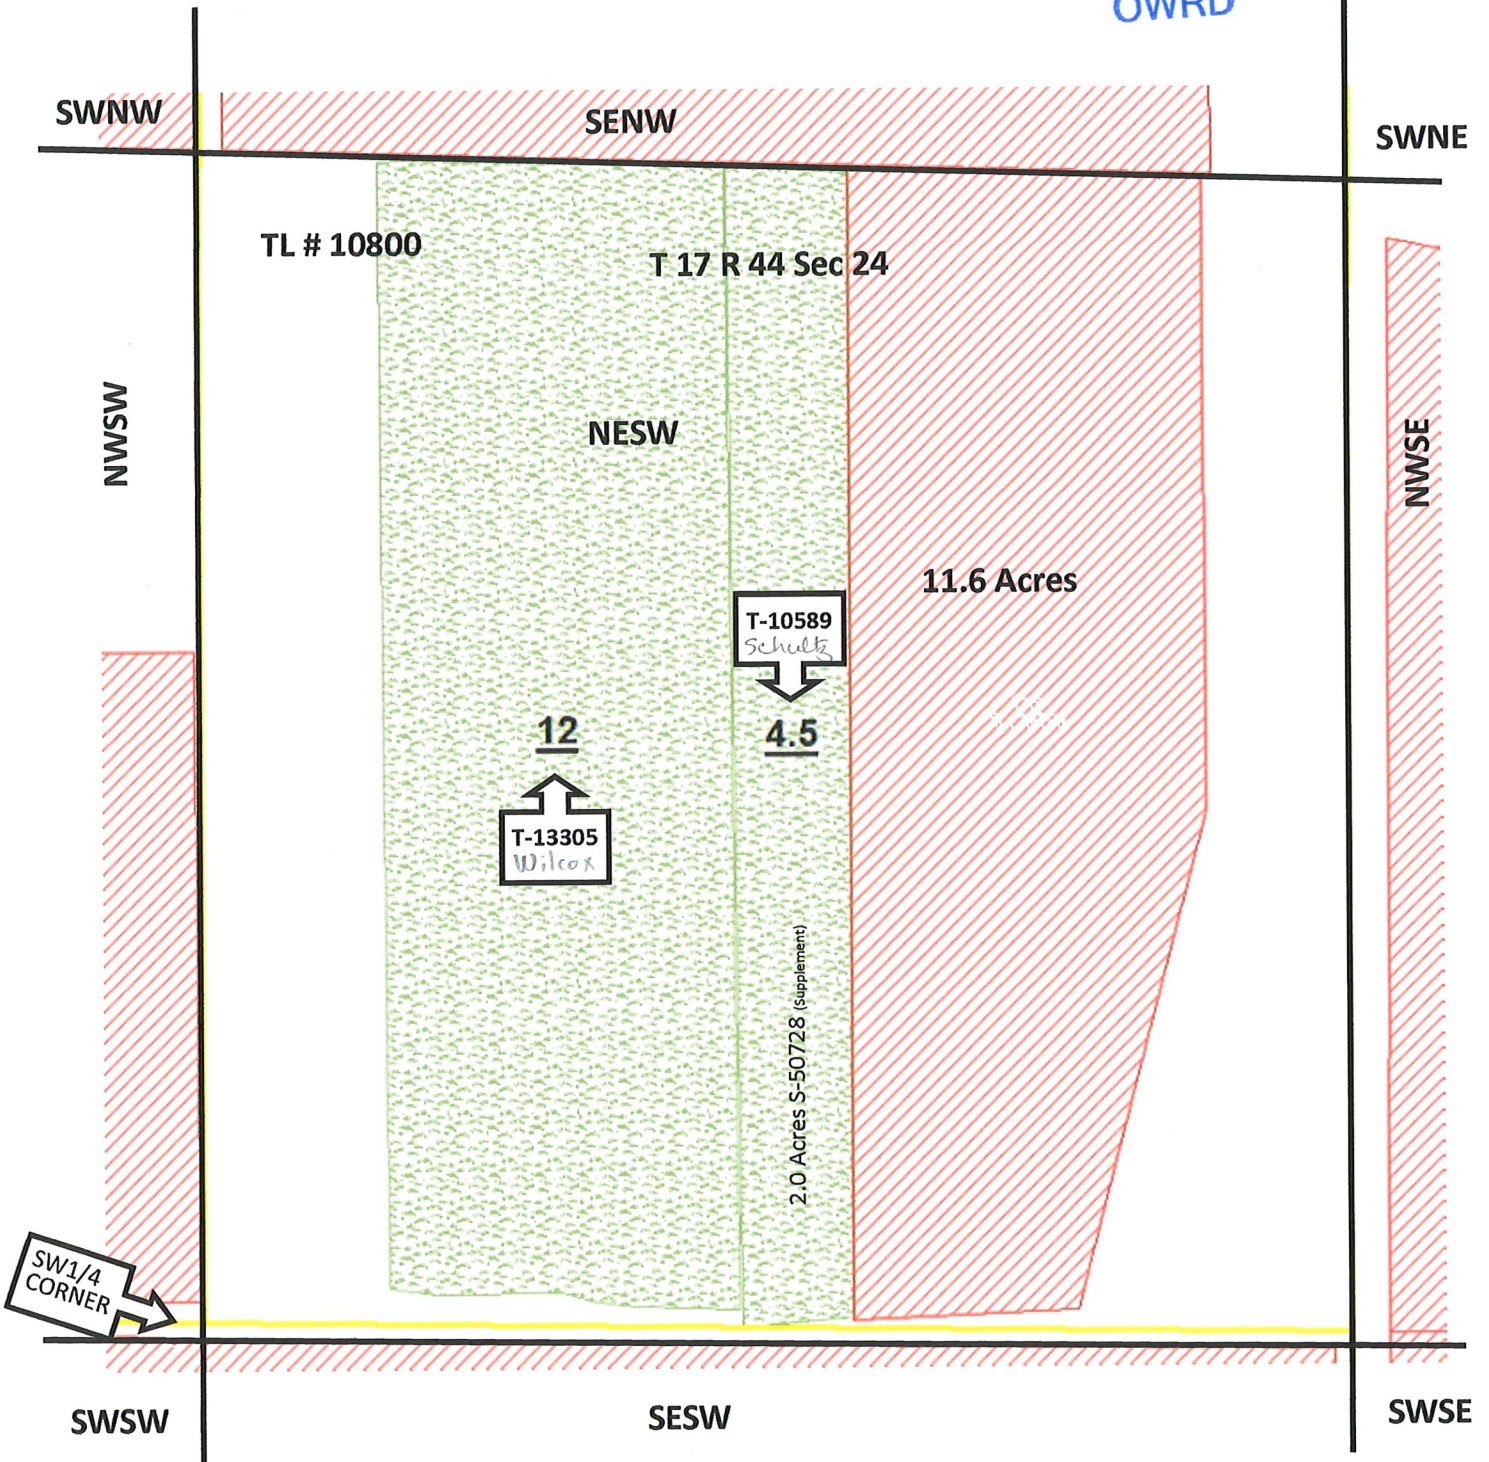 OWRD
SWNW
SENW
SWNE
TL # 10800
T 17 R 44 Sec 24
NWSW
NESW
NWSE
11.6 Acres
T-10589
Schultz
12
4.5
T-13305
Wilcox
2.0 Acres S-50728 (supplement)
SW1/4
CORNER
SWSW
SESW
SWSE